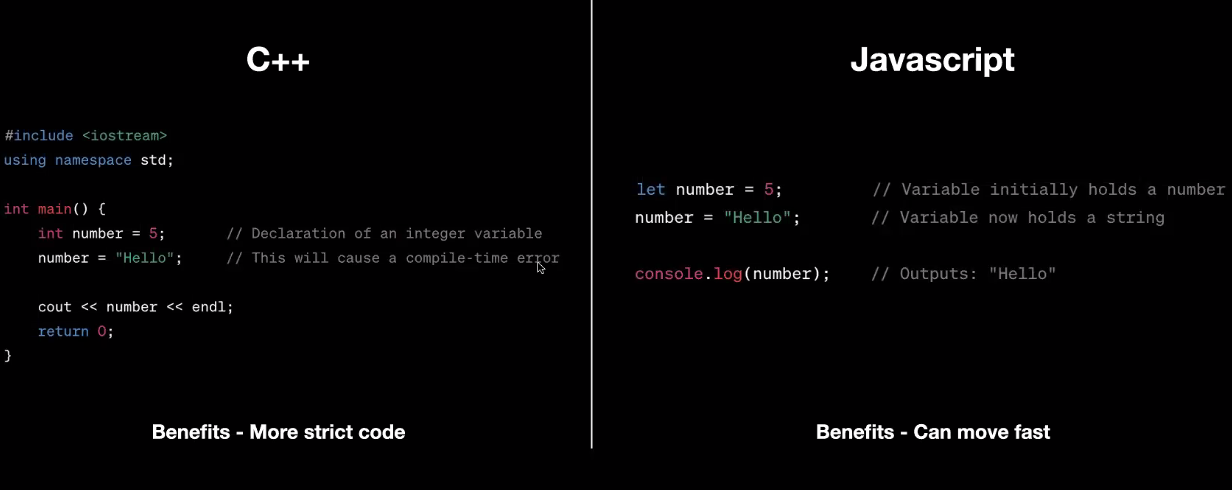 C++
#include <iostream>
using namespace std;
int main() {
    int number = 5;       // Declaration of an integer variable
    number = "Hello";     // This will cause a compile-time error
    cout << number << endl;
    return 0;
}
Benefits - More strict code
Javascript
let number = 5;          // Variable initially holds a number
number = "Hello";        // Variable now holds a string
console.log(number);     // Outputs: "Hello"
Benefits - Can move fast